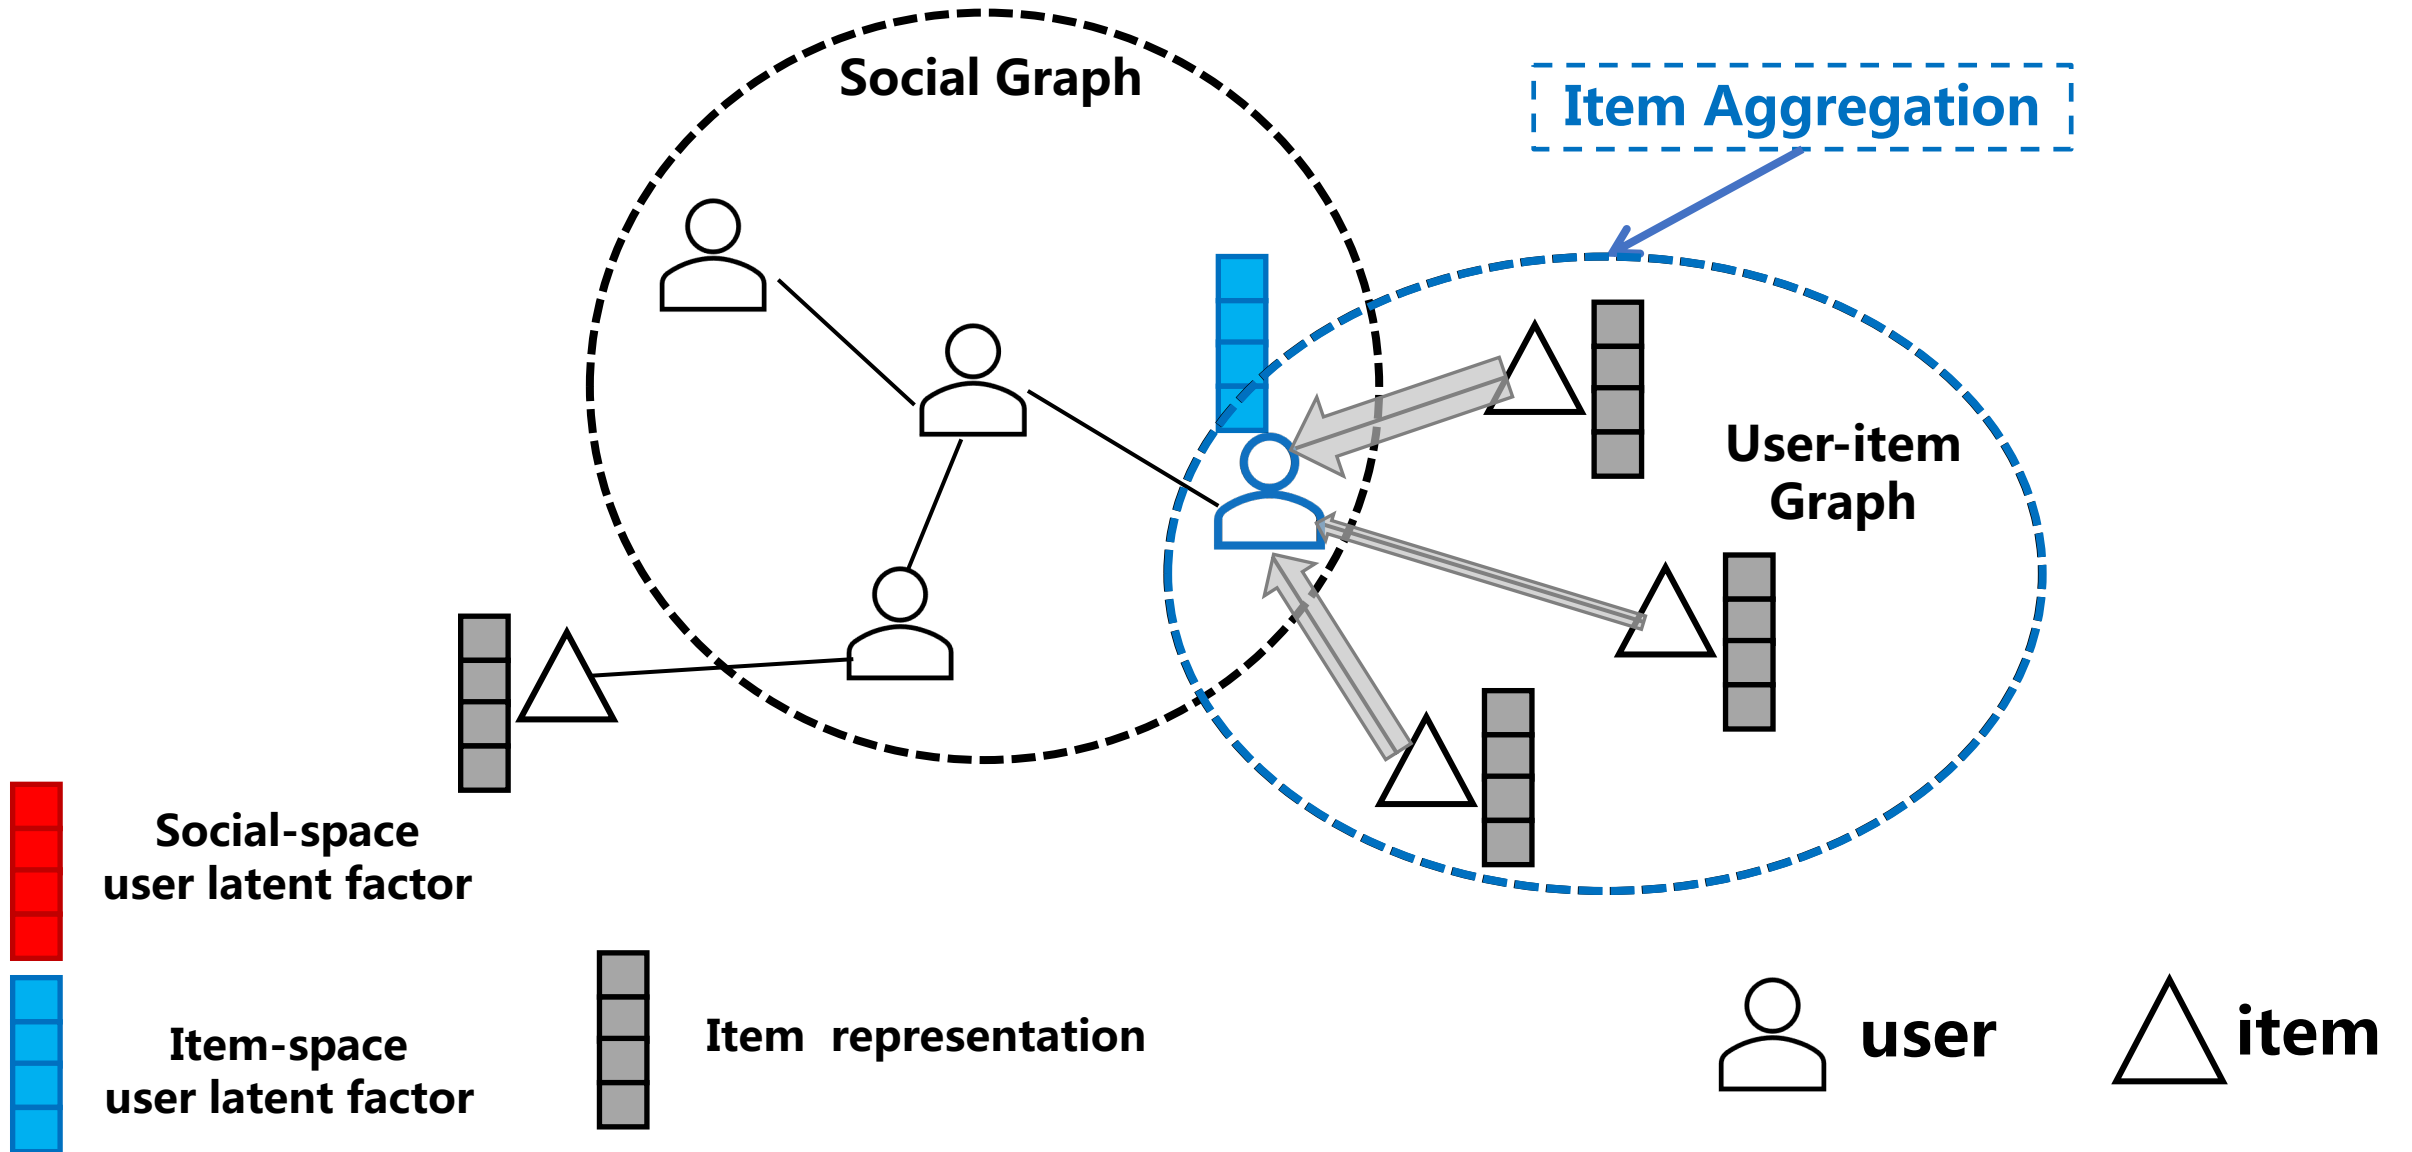 Social Graph
Item Aggregation
User-item
Graph
Social-space
user latent factor
Item-space
user latent factor
Item representation
user
item